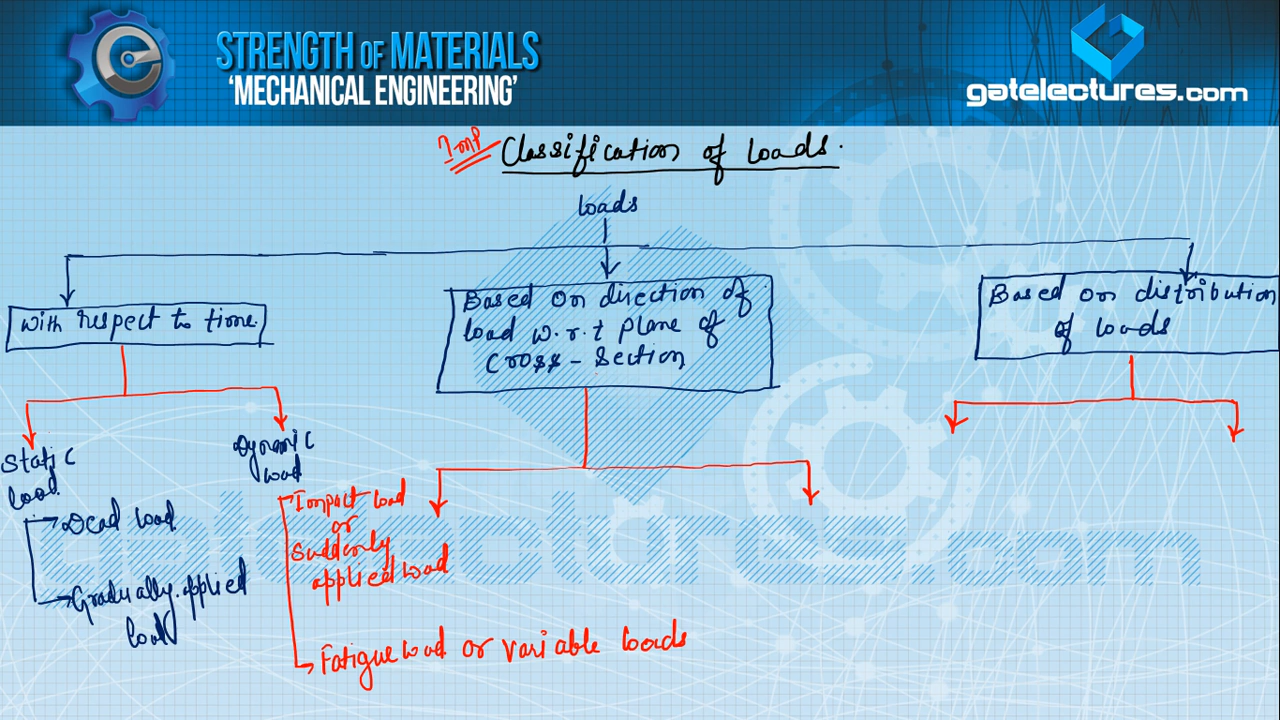 STRENGTH OF MATERIALS
'MECHANICAL ENGINEERING'
gatelectures.com
Imp Classification of Loads.
Loads
With respect to time.
Based on direction of
load w.r.t plane of
cross-section
Based on distribution
of loads
Static
load
Dynamic
load
Dead load
Gradually applied
load
Impact load
or
Suddenly
applied load
Fatigue load or variable loads
gatelectures.com